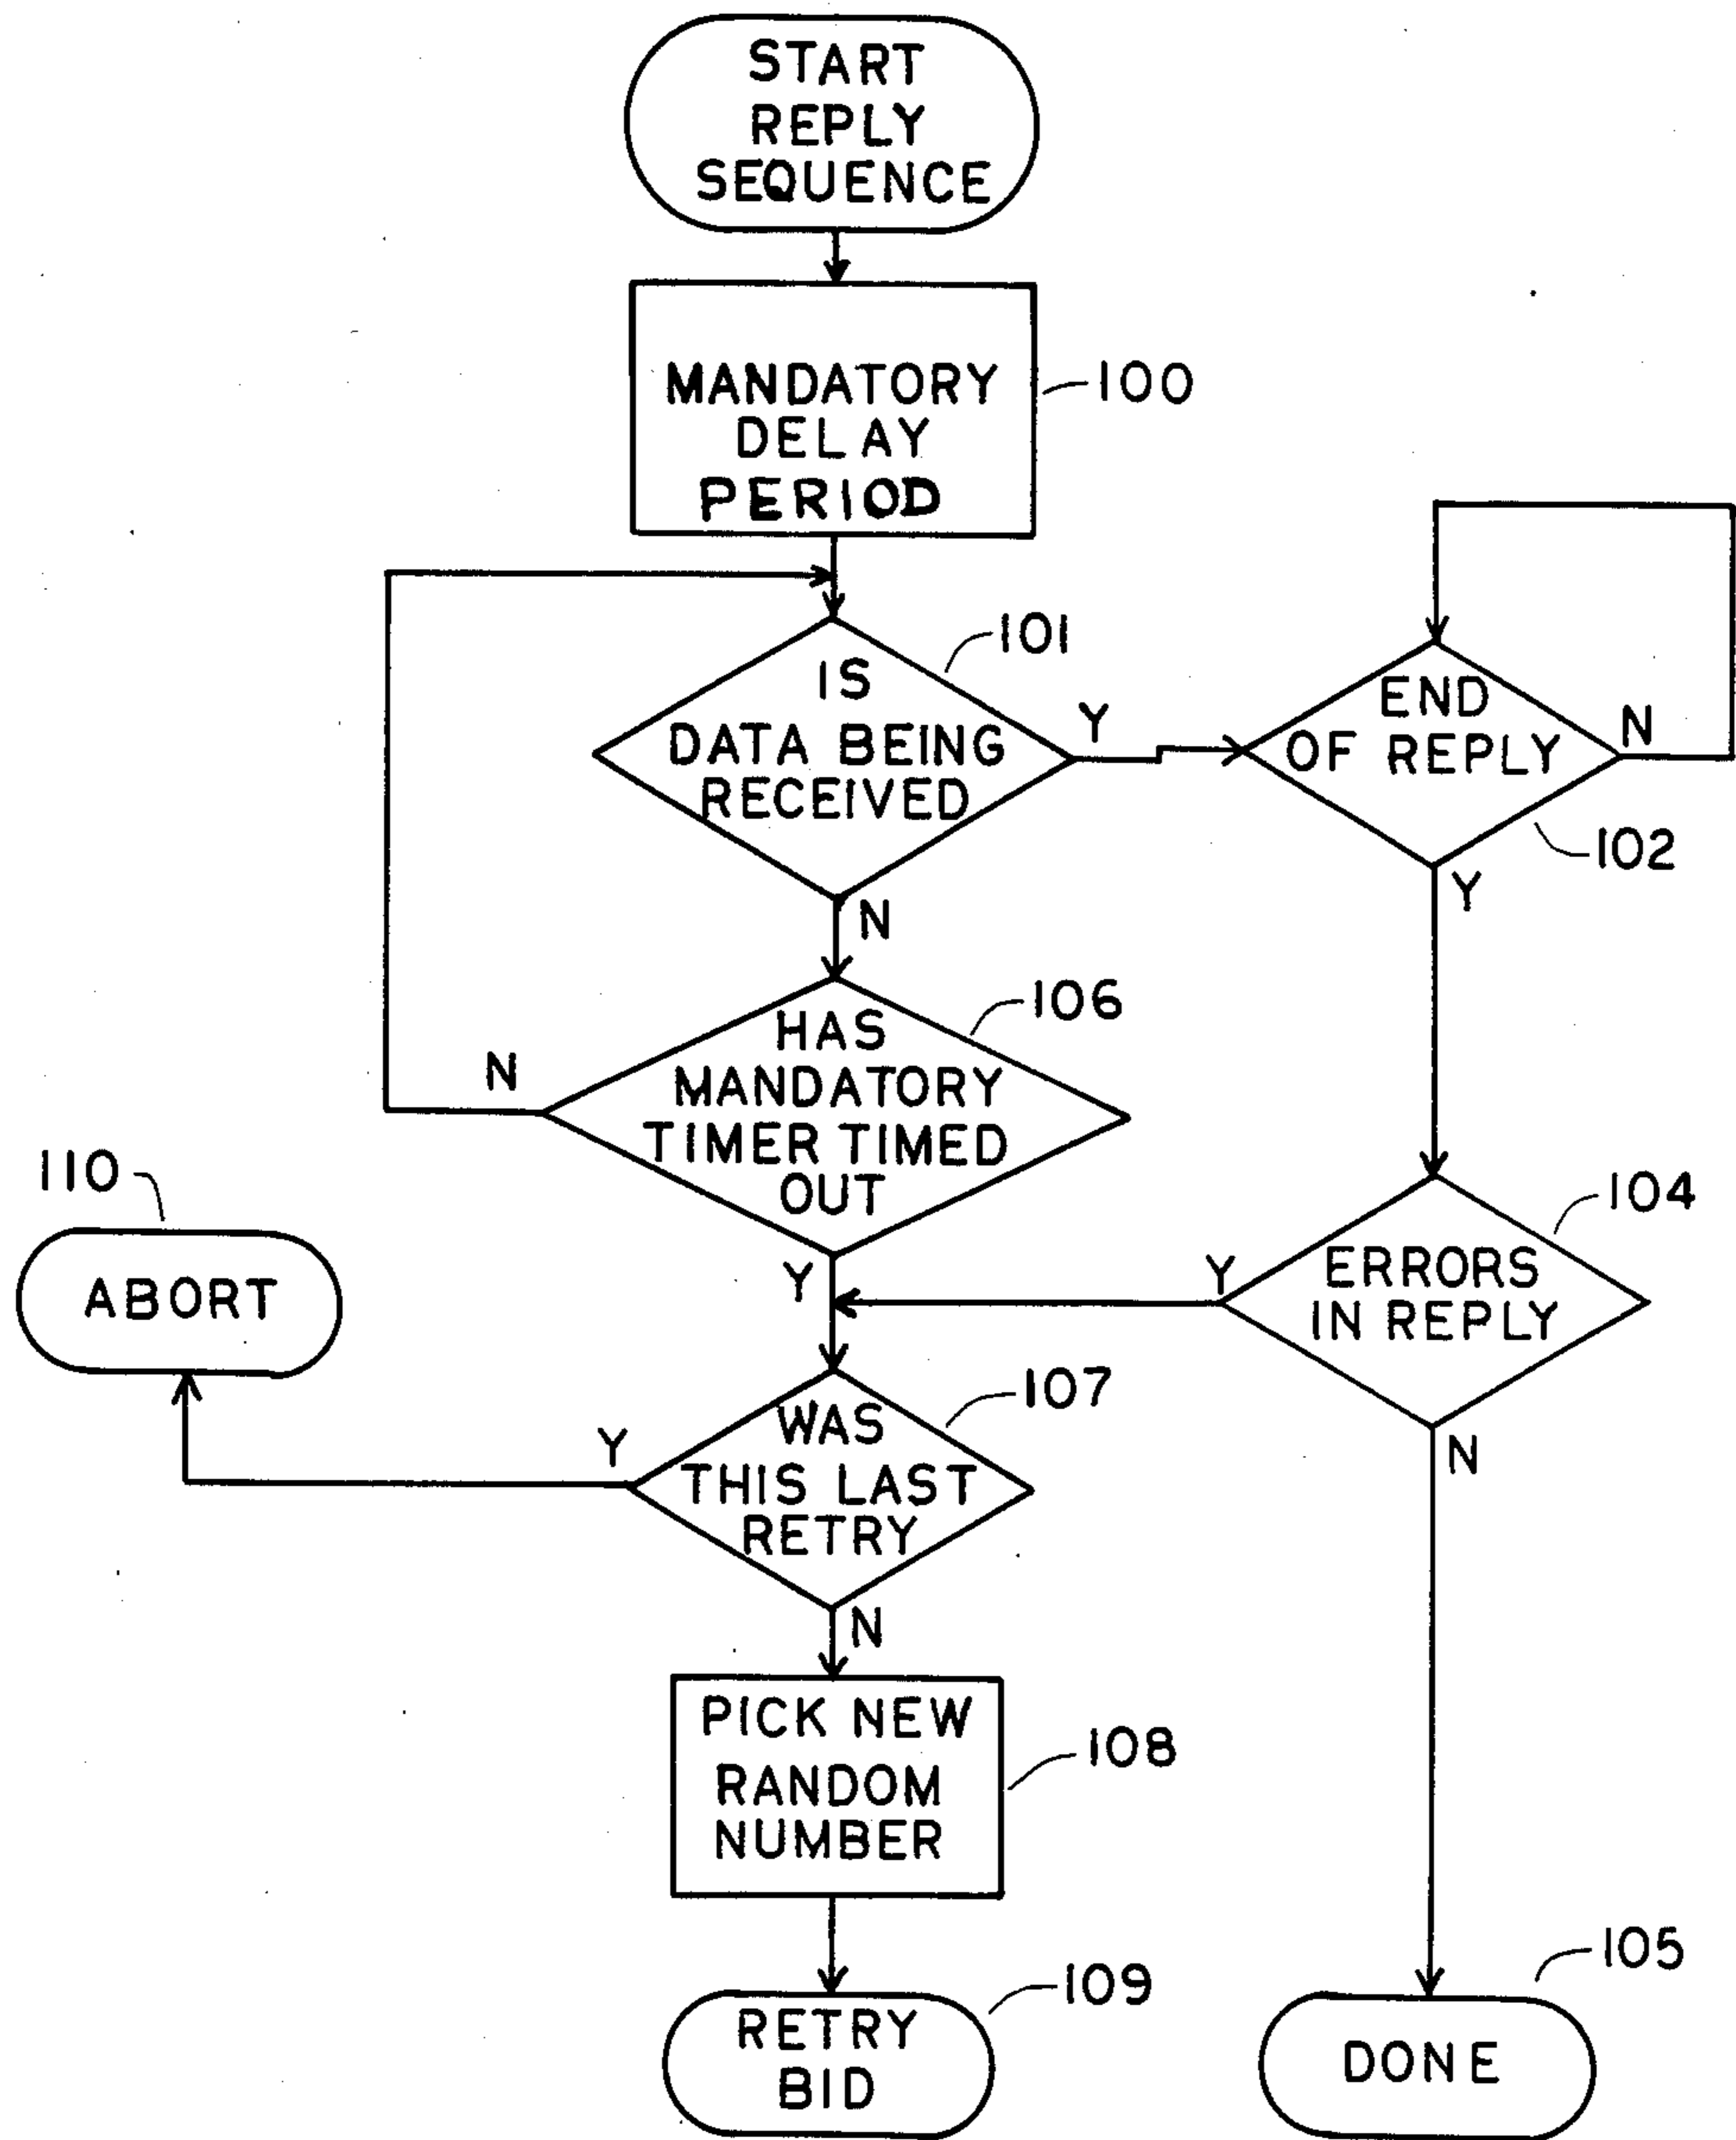 START
REPLY
SEQUENCE
MANDATORY
DELAY
PERIOD
100
IS
DATA BEING
RECEIVED
101
Y
N
END
OF REPLY
N
102
Y
HAS
MANDATORY
TIMER TIMED
OUT
106
N
Y
110
ABORT
ERRORS
IN REPLY
104
Y
N
WAS
THIS LAST
RETRY
107
Y
N
PICK NEW
RANDOM
NUMBER
108
RETRY
BID
109
DONE
105